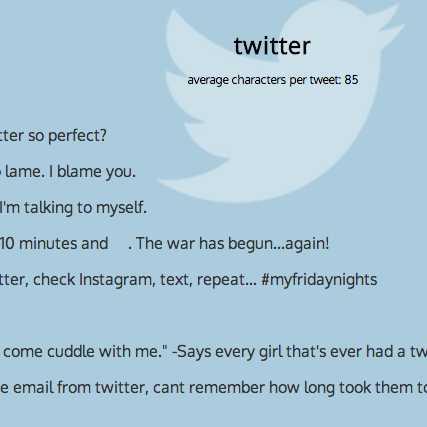 twitter
average characters per tweet: 85
tter so perfect?
lame. I blame you.
I'm talking to myself.
10 minutes and . The war has begun...again!
tter, check Instagram, text, repeat... #myfridaynights
come cuddle with me." -Says every girl that's ever had a tw
e email from twitter, cant remember how long took them to